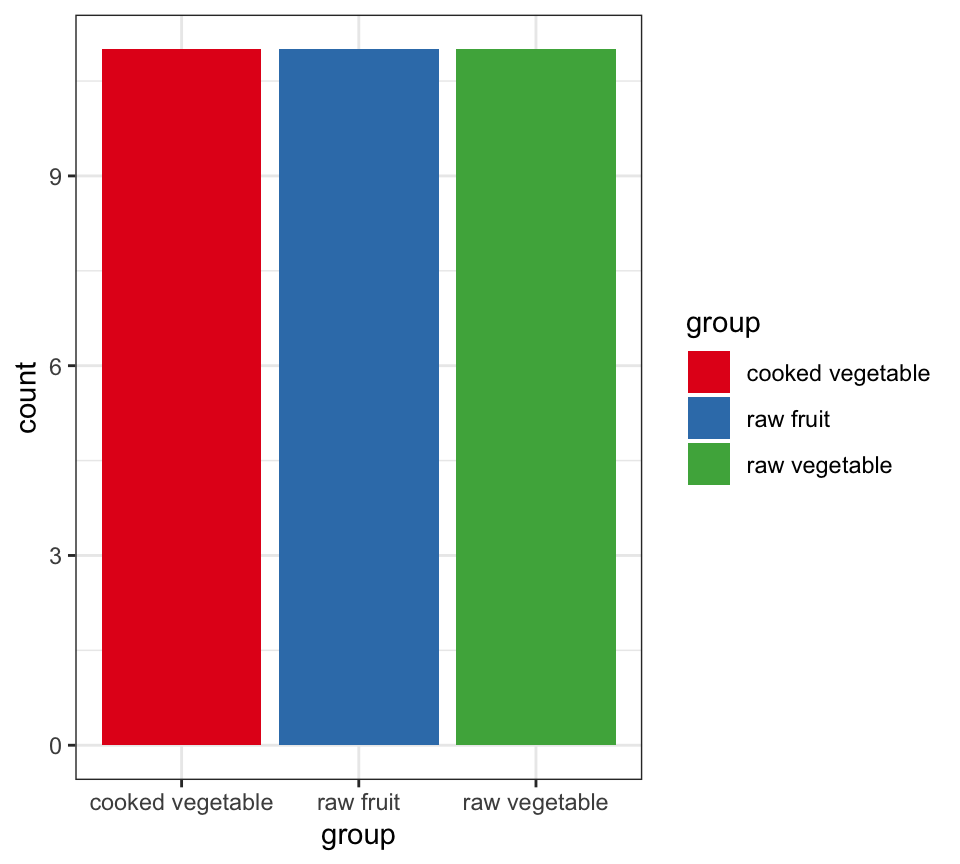 count
9
6
3
0
cooked vegetable
raw fruit
raw vegetable
group
group
cooked vegetable
raw fruit
raw vegetable